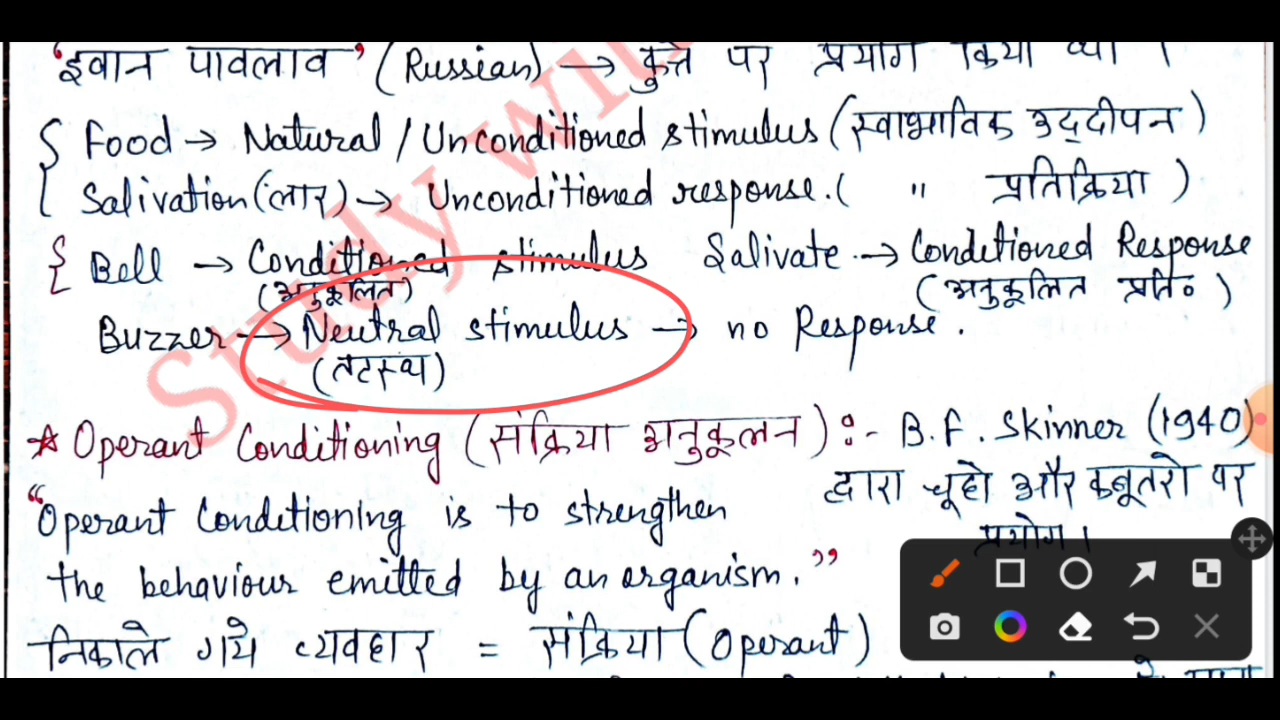 'इवान पावलाव' (Russian) → कुत्ते पर प्रयोग किया था।
Food → Natural / Unconditioned stimulus (स्वाभाविक उद्दीपन)
Salivation (लार) → Unconditioned response. ( " प्रतिक्रिया)
Bell → Conditioned stimulus Salivate → Conditioned Response
(अनुकूलित) (अनुकूलित प्रति०)
Buzzer → Neutral stimulus → no Response.
(तटस्थ)
☆ Operant Conditioning (संक्रिया अनुकूलन) :- B.F. Skinner (1940)
द्वारा चूहो और कबूतरो पर
"Operant Conditioning is to strengthen
प्रयोग।
the behaviour emitted by an organism."
निकाले गये व्यवहार = संक्रिया (Operant)
Study with